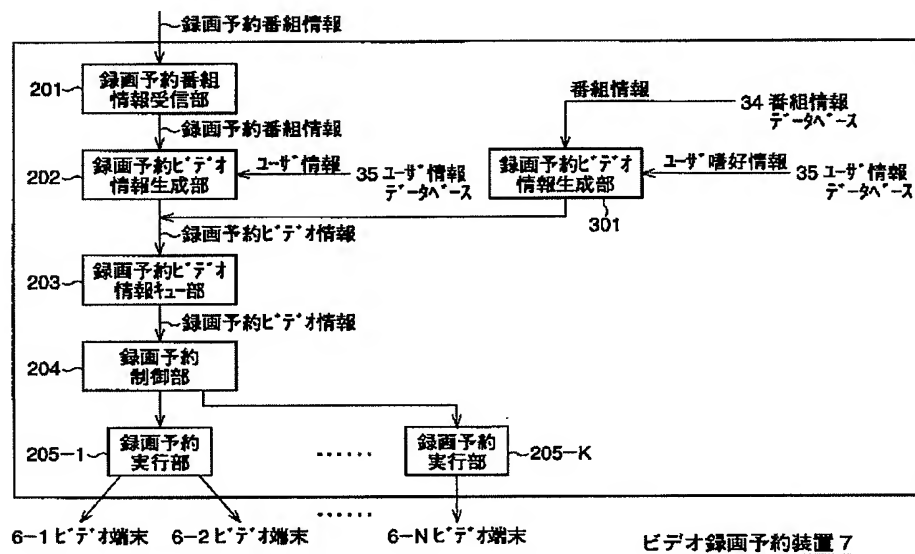 録画予約番組情報
201
録画予約番組
情報受信部
録画予約番組情報
202
録画予約ビデオ
情報生成部
ユーザ情報
35 ユーザ情報
データベース
番組情報
34 番組情報
データベース
録画予約ビデオ
情報生成部
ユーザ嗜好情報
35 ユーザ情報
データベース
301
録画予約ビデオ情報
203
録画予約ビデオ
情報キュー部
録画予約ビデオ情報
204
録画予約
制御部
205-1
録画予約
実行部
……
録画予約
実行部
205-K
……
6-1 ビデオ端末
6-2 ビデオ端末
6-N ビデオ端末
ビデオ録画予約装置 7